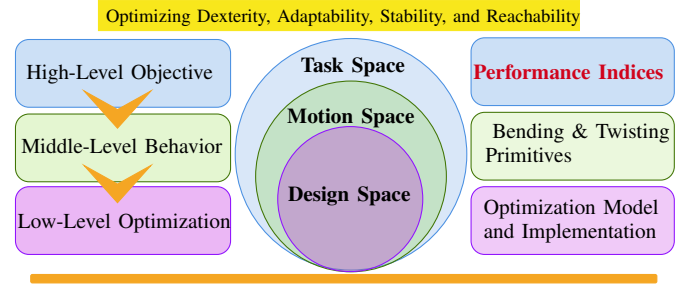 Optimizing Dexterity, Adaptability, Stability, and Reachability
High-Level Objective
Middle-Level Behavior
Low-Level Optimization
Task Space
Motion Space
Design Space
Performance Indices
Bending & Twisting
Primitives
Optimization Model
and Implementation